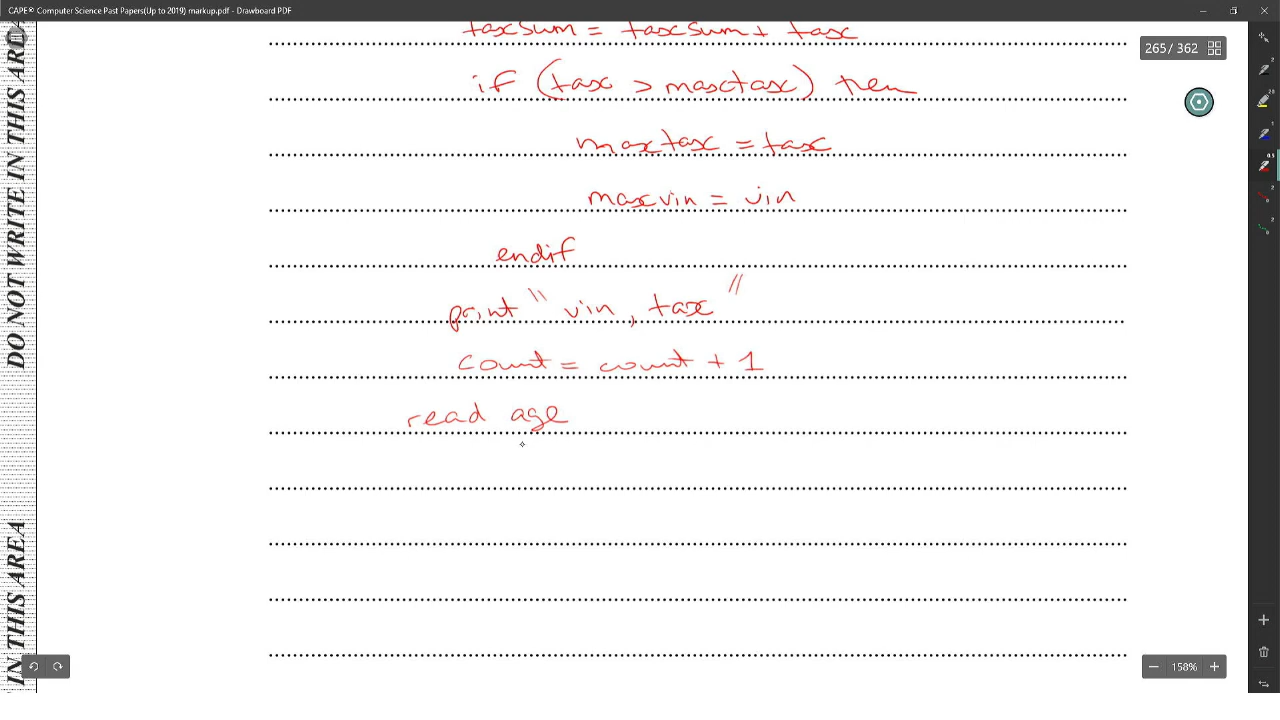 CAPE® Computer Science Past Papers(Up to 2019) markup.pdf - Drawboard PDF
DO NOT WRITE IN THIS
IN THIS AREA
265 / 362
taxsum = taxsum + tax
if (tax > maxtax) then
maxtax = tax
maxvin = vin
endif
print "vin, tax"
count = count + 1
read age
158%